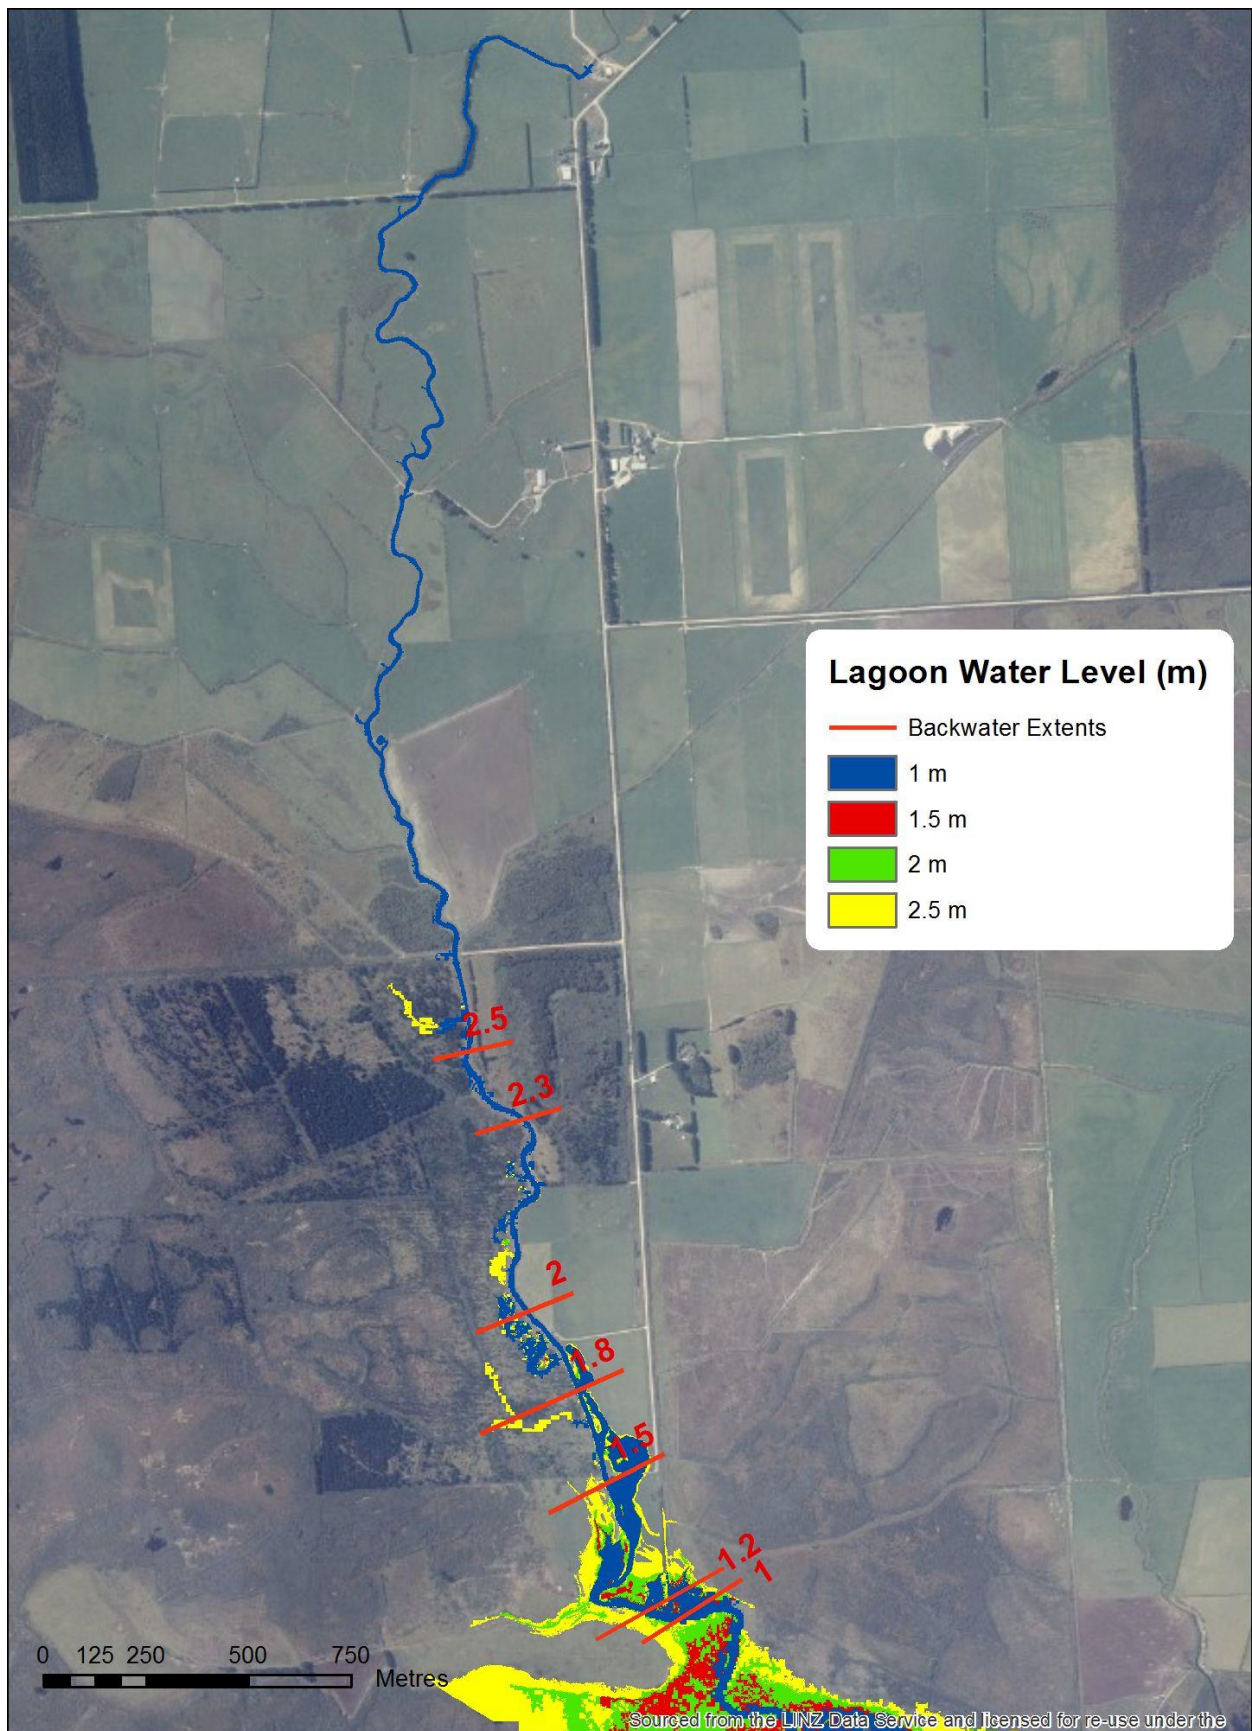 Lagoon Water Level (m)
Backwater Extents
1 m
1.5 m
2 m
2.5 m
2.5
2.3
2
1.8
1.5
1.2
1
0 125 250 500 750
Metres
Sourced from the LINZ Data Service and licensed for re-use under the